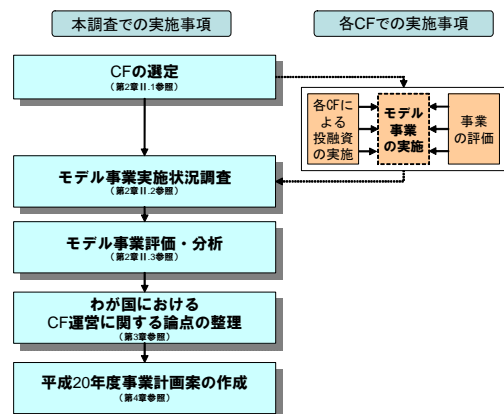 本調査での実施事項
各CFでの実施事項
CFの選定
(第2章Ⅱ.1参照)
各CFに
よる
投融資
の実施
モデル
事業
の実施
事業
の評価
モデル事業実施状況調査
(第2章Ⅱ.2参照)
モデル事業評価・分析
(第2章Ⅱ.3参照)
わが国における
CF運営に関する論点の整理
(第3章参照)
平成20年度事業計画案の作成
(第4章参照)